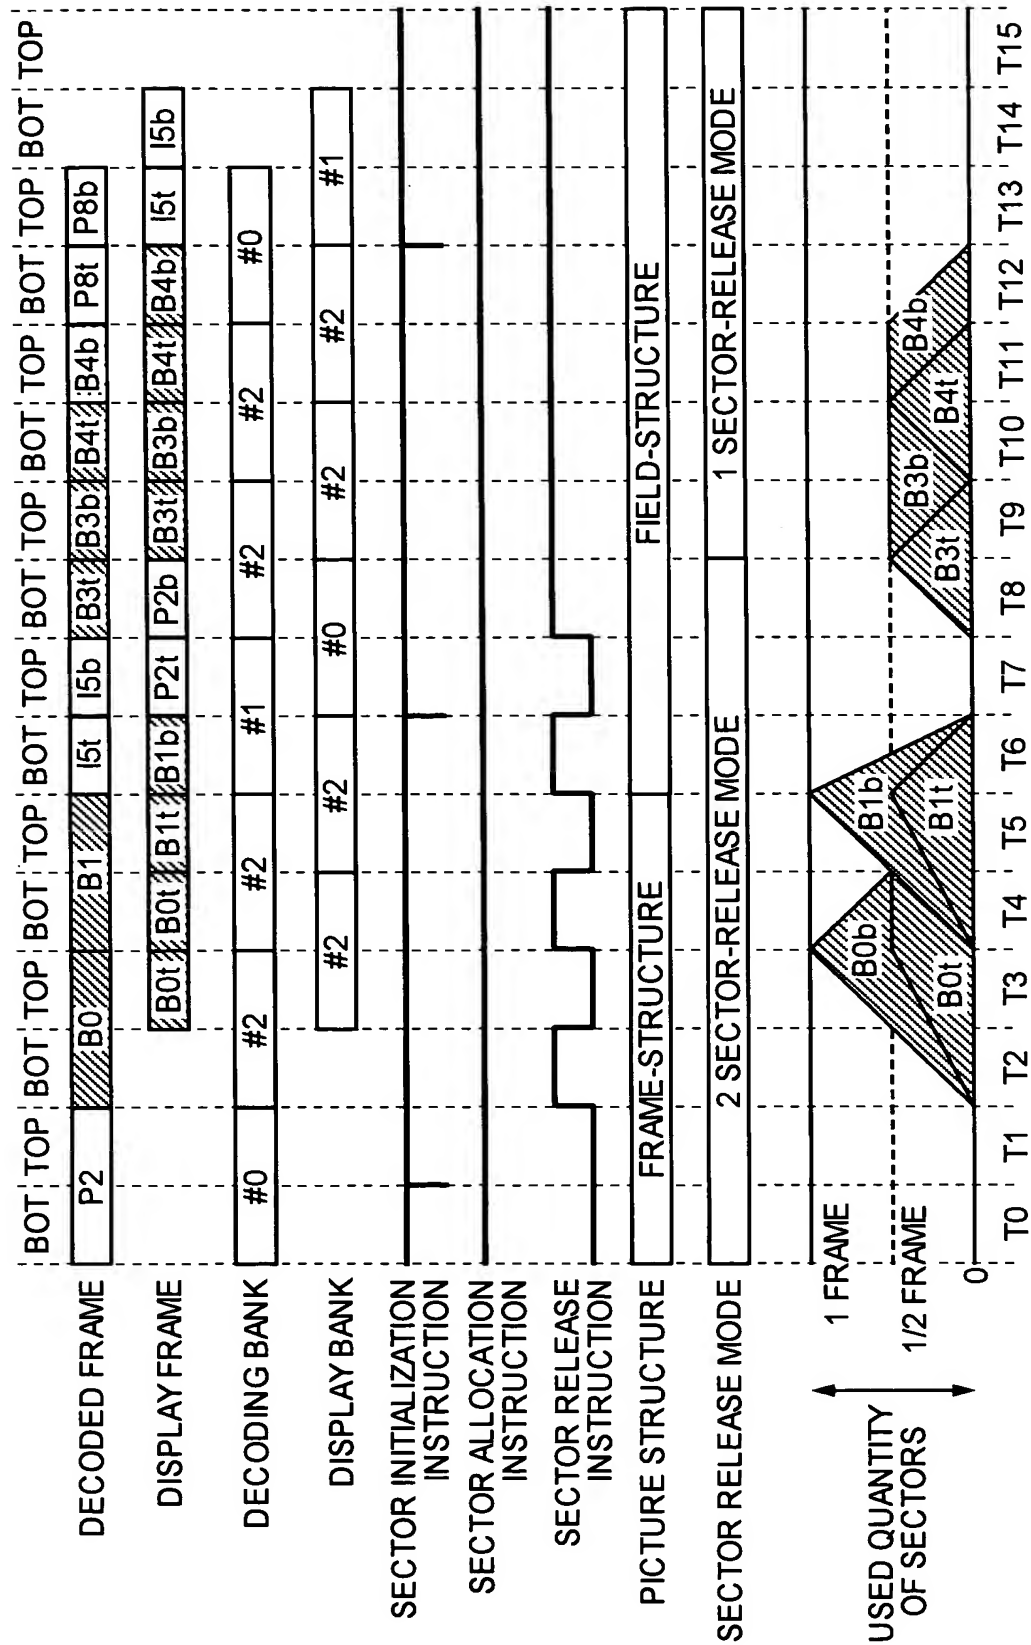 BOT TOP BOT TOP BOT TOP BOT TOP BOT TOP BOT TOP BOT TOP BOT TOP
DECODED FRAME P2 B0 B1 I5t I5b B3t B3b B4t B4b P8t P8b
DISPLAY FRAME B0t B0t B1t B1b P2t P2b B3t B3b B4t B4b I5t I5b
DECODING BANK #0 #2 #2 #1 #2 #2 #0
DISPLAY BANK #2 #2 #0 #2 #2 #1
SECTOR INITIALIZATION
INSTRUCTION
SECTOR ALLOCATION
INSTRUCTION
SECTOR RELEASE
INSTRUCTION
PICTURE STRUCTURE FRAME-STRUCTURE FIELD-STRUCTURE
SECTOR RELEASE MODE 2 SECTOR-RELEASE MODE 1 SECTOR-RELEASE MODE
USED QUANTITY
OF SECTORS
1 FRAME
1/2 FRAME
0
B0b B1b B3b B4b
B0t B1t B3t B4t
T0 T1 T2 T3 T4 T5 T6 T7 T8 T9 T10 T11 T12 T13 T14 T15